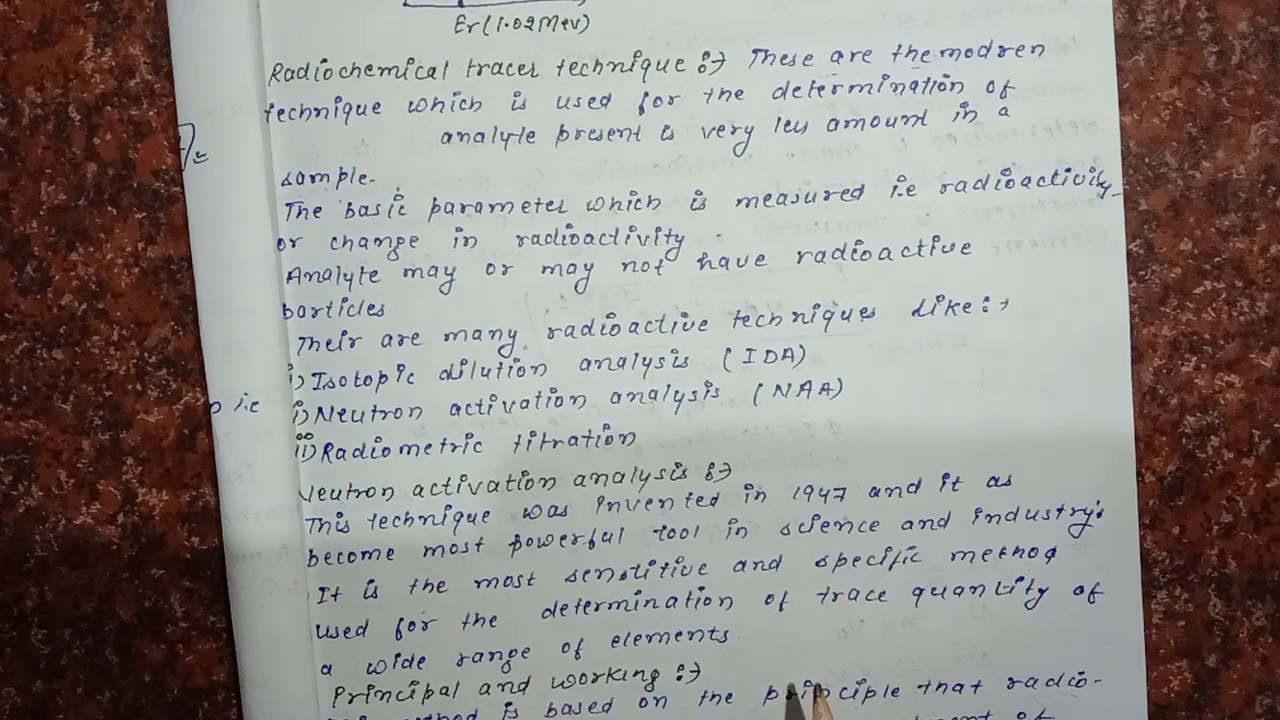 Er(1.02Mev)
Radiochemical tracer technique :→ These are the modren
technique which is used for the determination of
analyte present is very less amount in a
sample.
The basic parameter which is measured i.e radioactivity
or change in radioactivity.
Analyte may or may not have radioactive
particles
Their are many radioactive techniques like :→
i) Isotopic dilution analysis (IDA)
i) Neutron activation analysis (NAA)
iii) Radiometric titration
i.e
Neutron activation analysis :→
This technique was invented in 1947 and it as
become most powerful tool in science and industry.
It is the most senstitive and specific method
used for the determination of trace quantity of
a wide range of elements.
Principal and working :→
is based on the principle that radio-
of